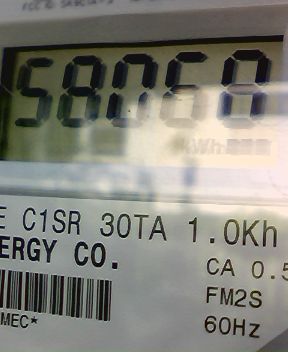 58068
kWh
E C1SR 30TA 1.0Kh
ERGY CO.
CA 0.5
FM2S
MEC*
60Hz